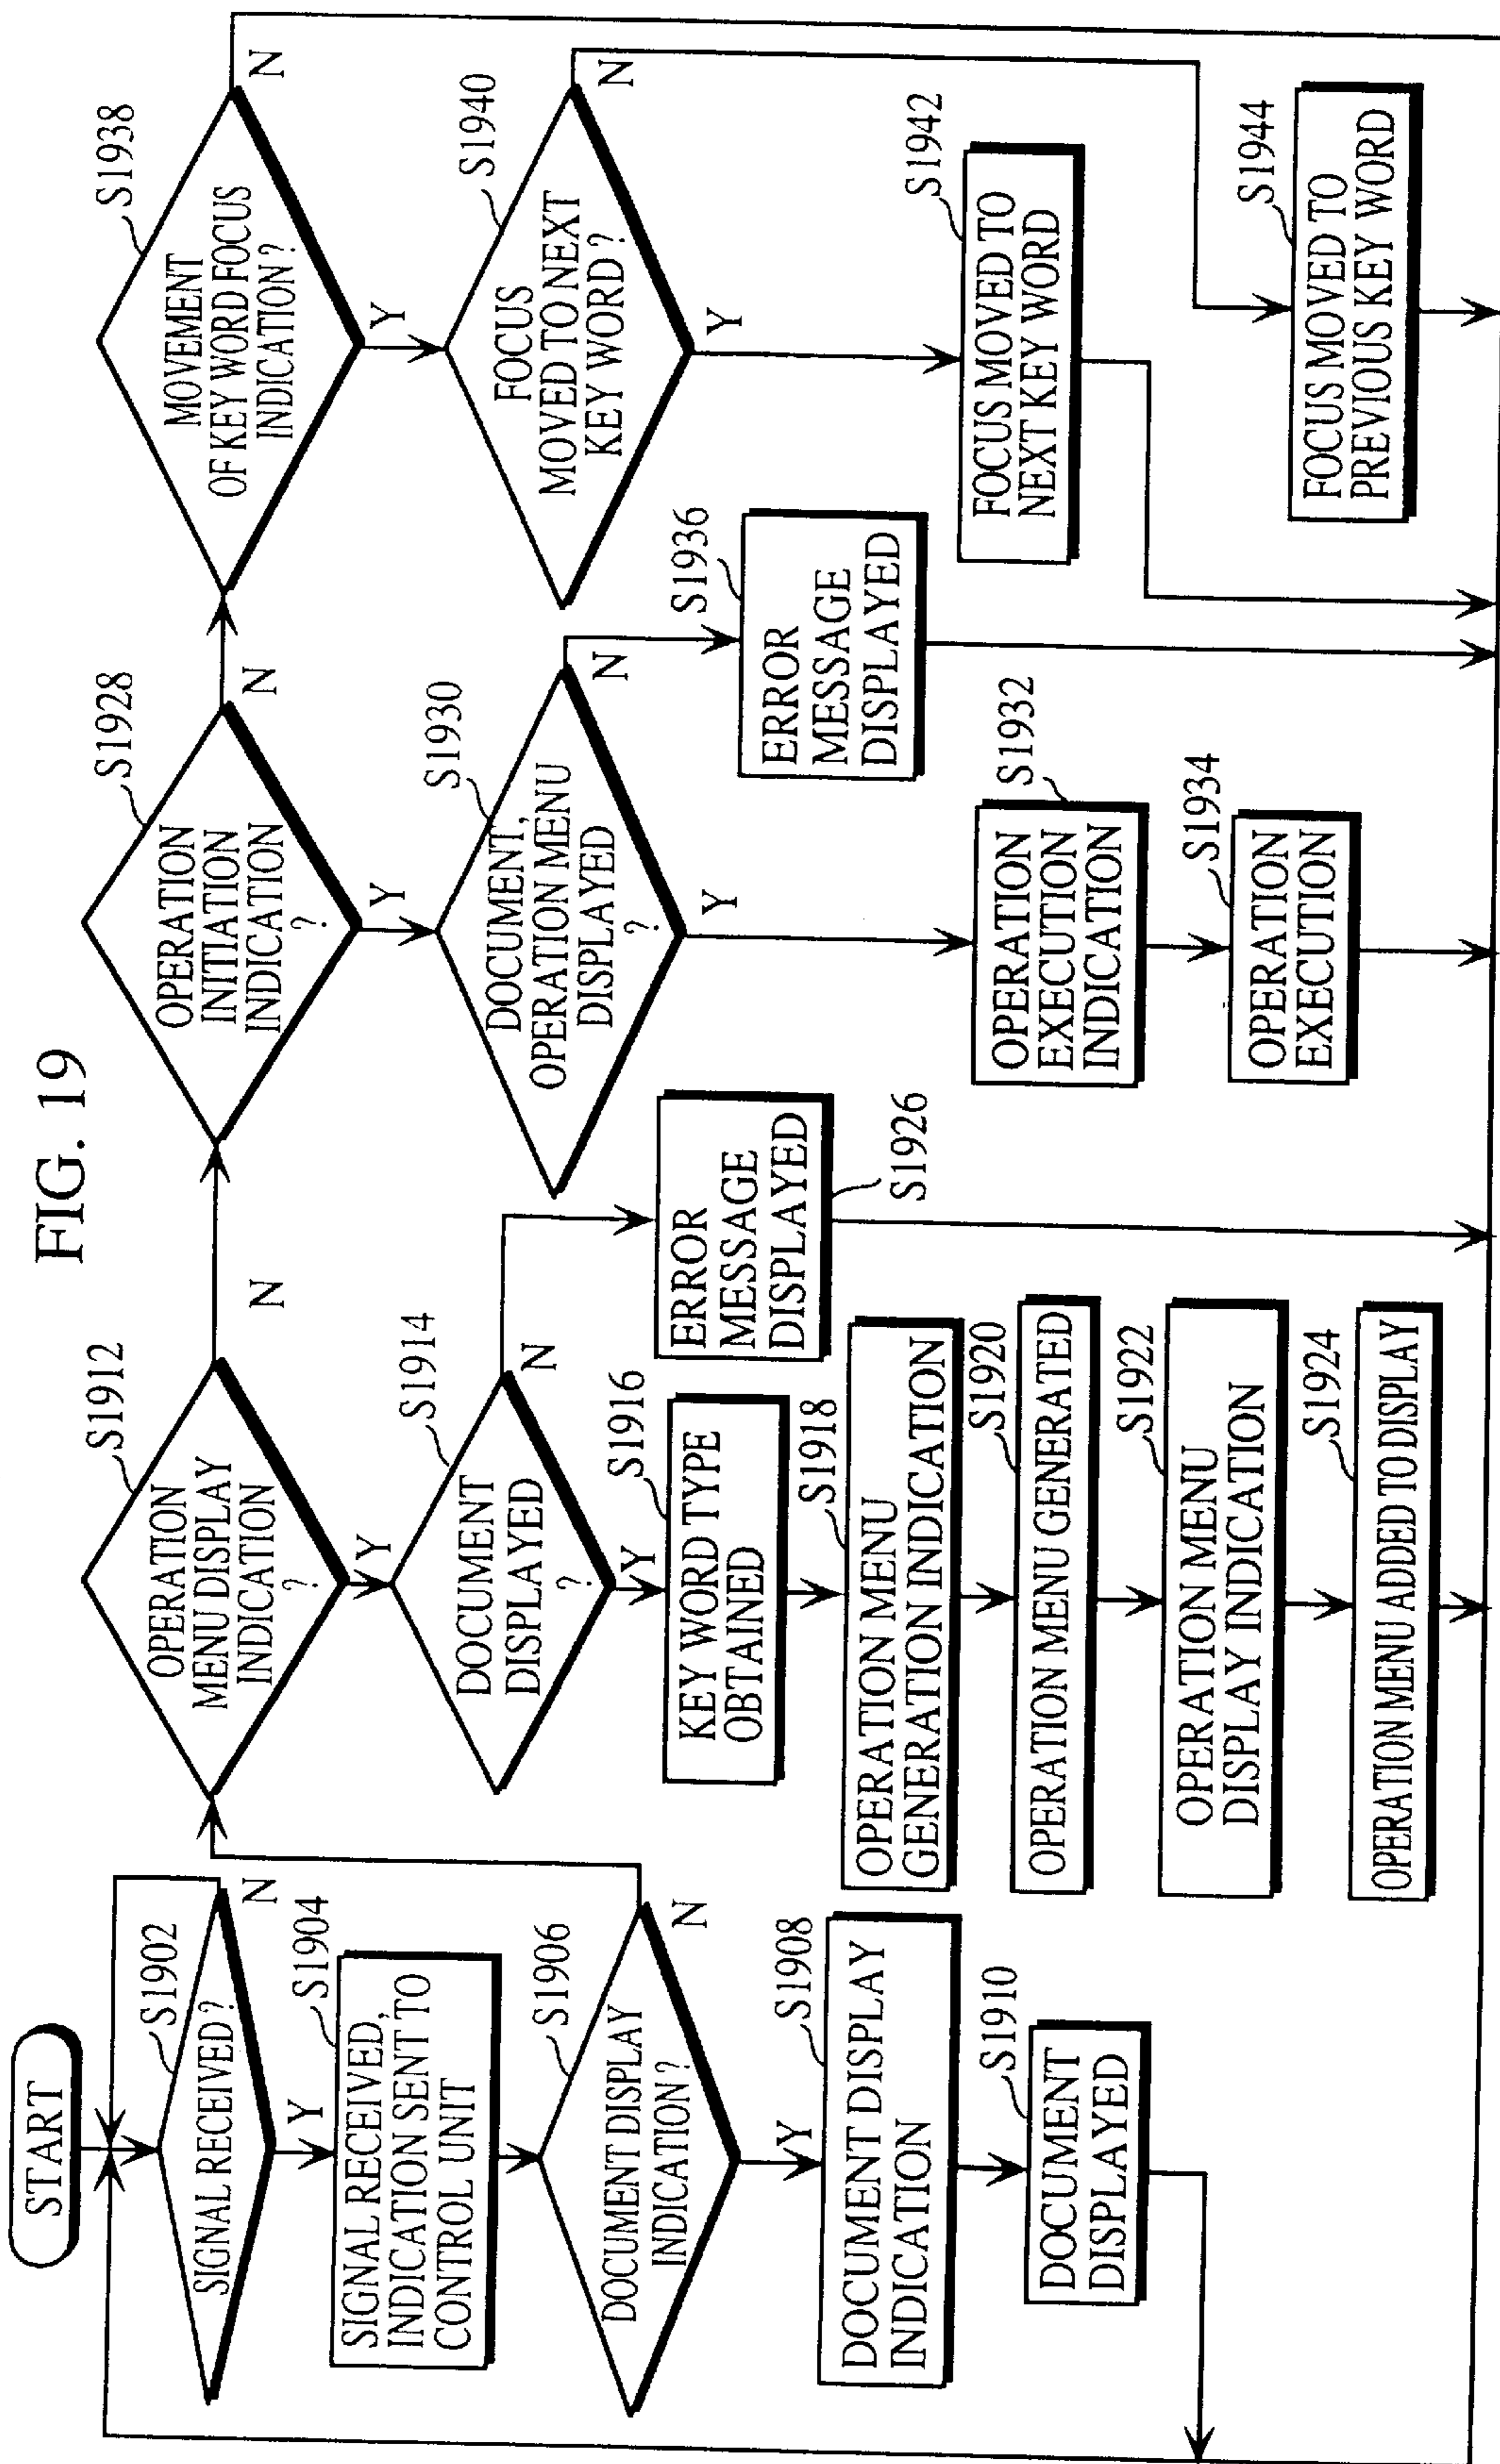 FIG. 19
START
S1902
SIGNAL RECEIVED?
N
Y
S1904
SIGNAL RECEIVED,
INDICATION SENT TO
CONTROL UNIT
S1906
DOCUMENT DISPLAY
INDICATION?
N
Y
S1908
DOCUMENT DISPLAY
INDICATION
S1910
DOCUMENT
DISPLAYED
S1912
OPERATION
MENU DISPLAY
INDICATION
?
N
Y
S1914
DOCUMENT
DISPLAYED
?
N
Y
S1916
KEY WORD TYPE
OBTAINED
S1918
OPERATION MENU
GENERATION INDICATION
S1920
OPERATION MENU GENERATED
S1922
OPERATION MENU
DISPLAY INDICATION
S1924
OPERATION MENU ADDED TO DISPLAY
ERROR
MESSAGE
DISPLAYED
S1926
S1928
OPERATION
INITIATION
INDICATION
?
N
Y
S1930
DOCUMENT,
OPERATION MENU
DISPLAYED
?
N
Y
S1932
OPERATION
EXECUTION
INDICATION
S1934
OPERATION
EXECUTION
S1936
ERROR
MESSAGE
DISPLAYED
S1938
MOVEMENT
OF KEY WORD FOCUS
INDICATION?
N
Y
S1940
FOCUS
MOVED TO NEXT
KEY WORD?
N
Y
S1942
FOCUS MOVED TO
NEXT KEY WORD
S1944
FOCUS MOVED TO
PREVIOUS KEY WORD